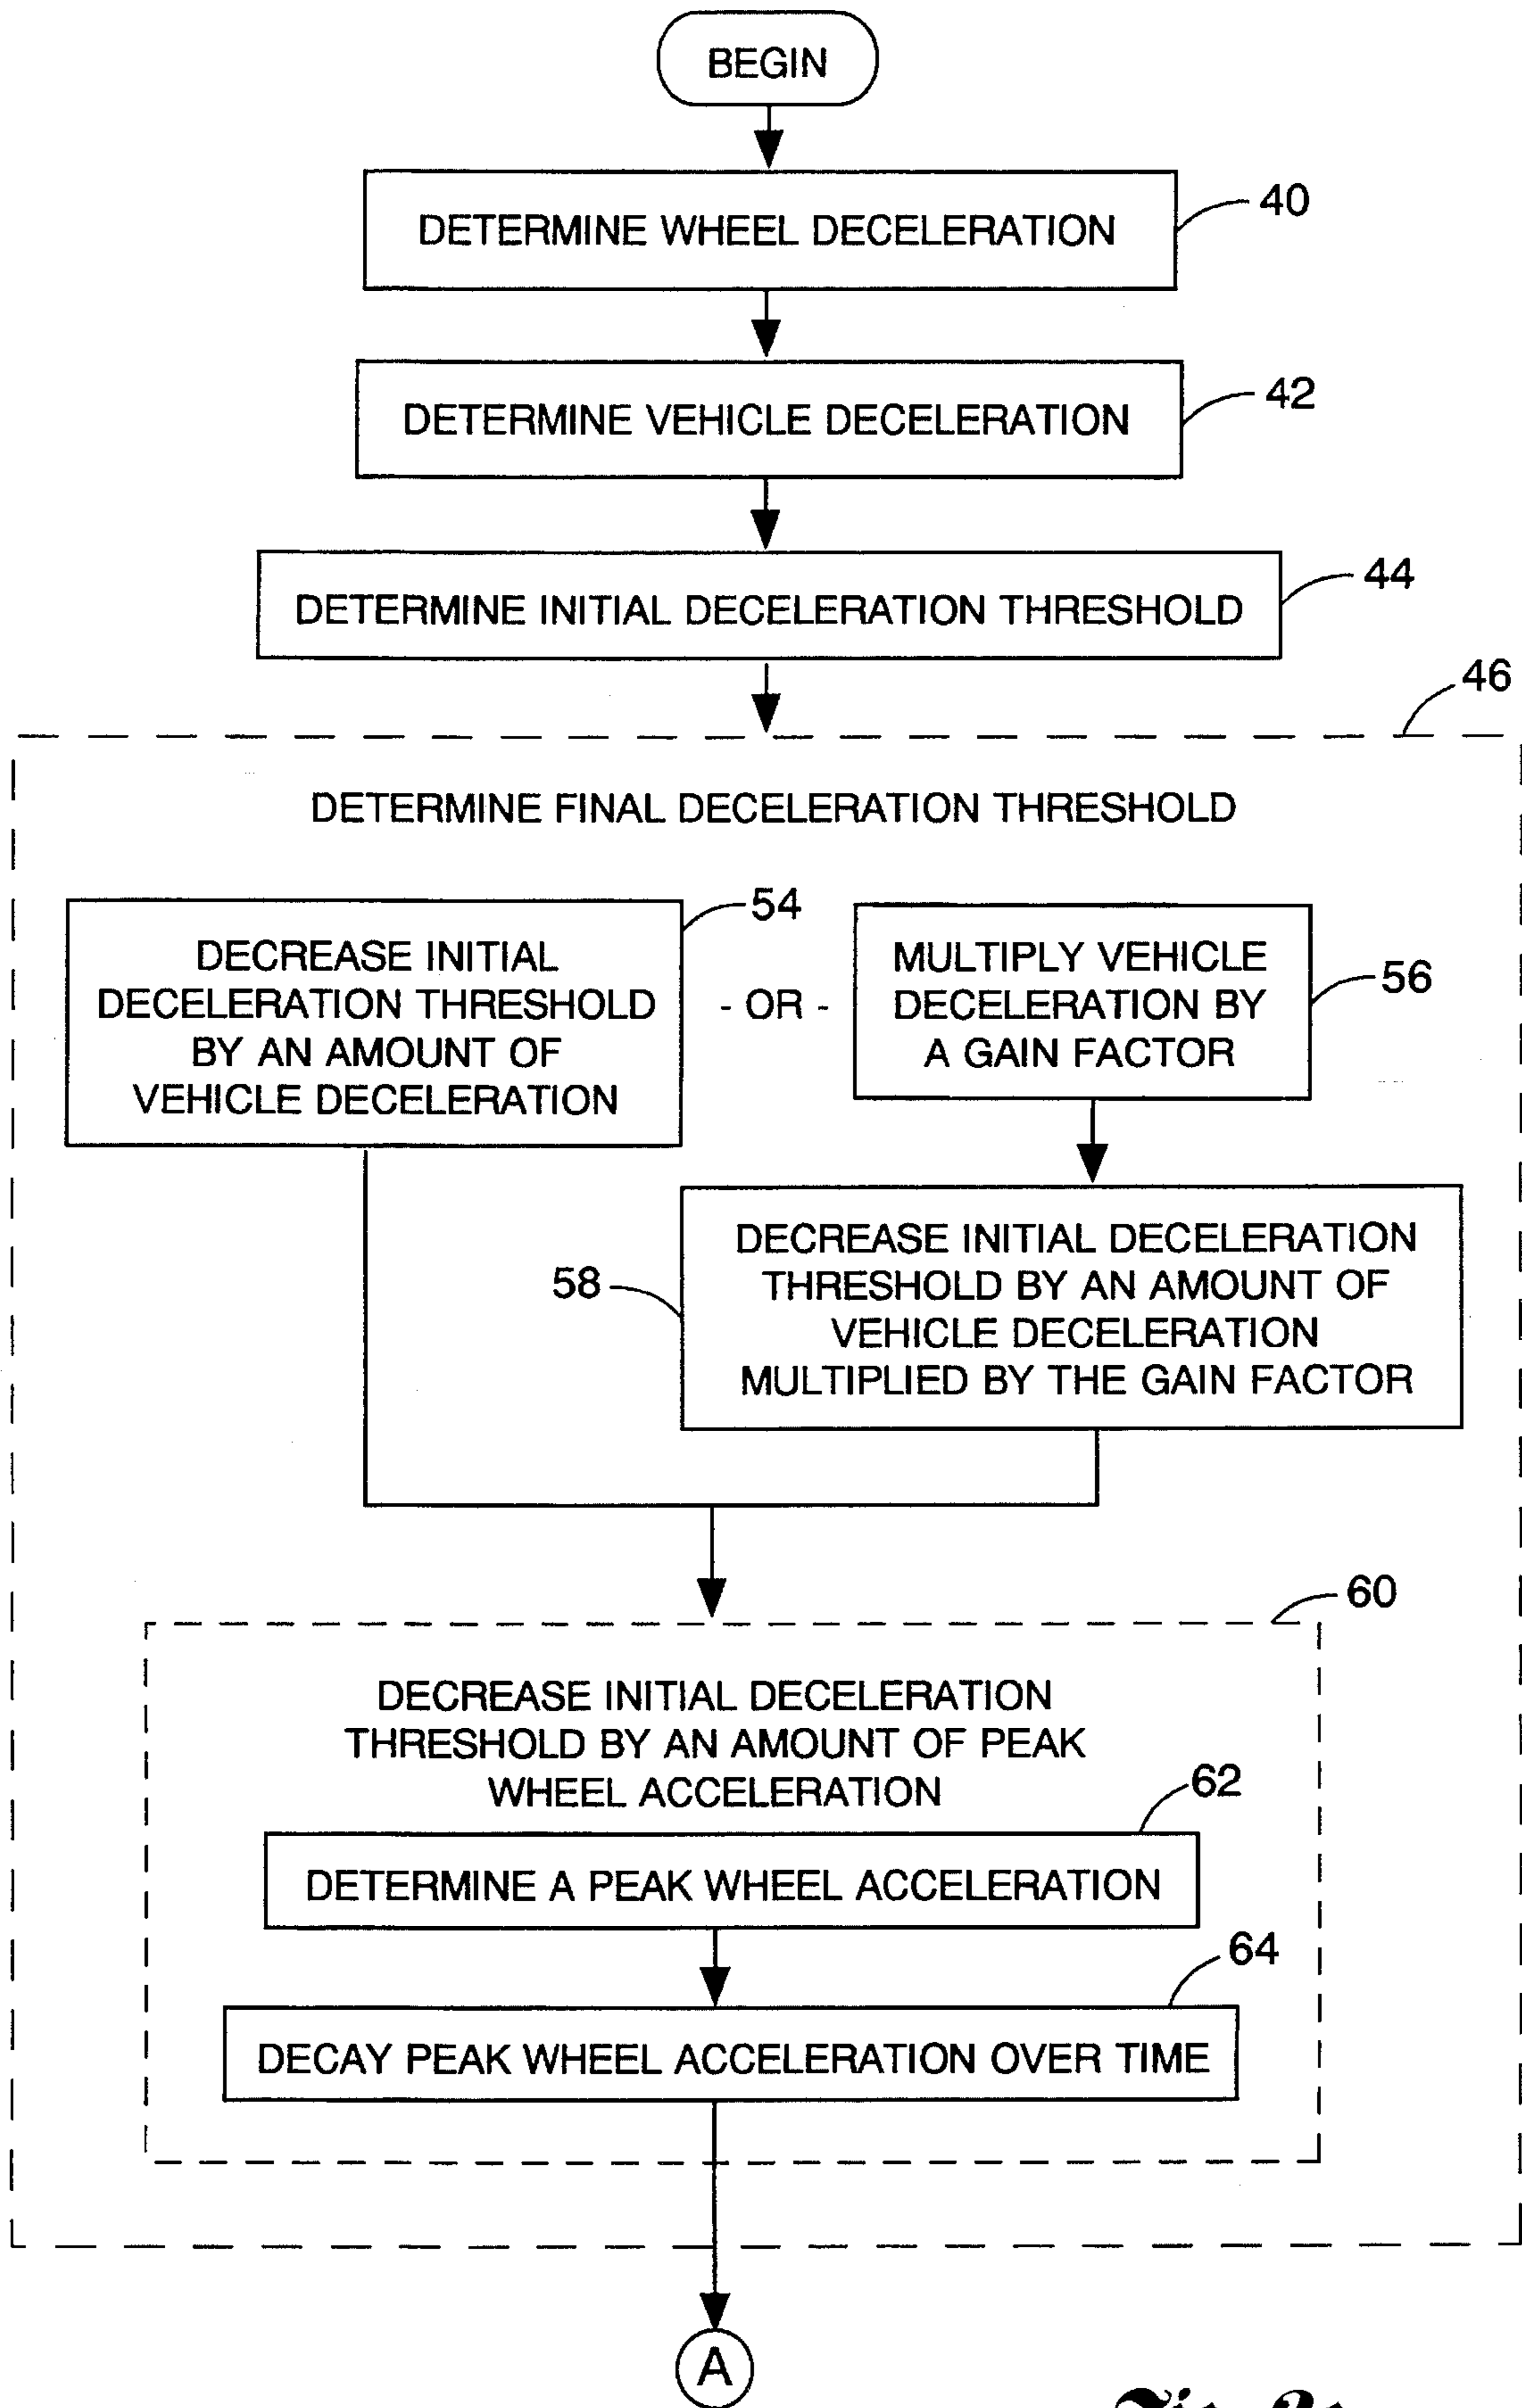 BEGIN
DETERMINE WHEEL DECELERATION
40
DETERMINE VEHICLE DECELERATION
42
DETERMINE INITIAL DECELERATION THRESHOLD
44
46
DETERMINE FINAL DECELERATION THRESHOLD
54
DECREASE INITIAL
DECELERATION THRESHOLD
BY AN AMOUNT OF
VEHICLE DECELERATION
- OR -
MULTIPLY VEHICLE
DECELERATION BY
A GAIN FACTOR
56
58
DECREASE INITIAL DECELERATION
THRESHOLD BY AN AMOUNT OF
VEHICLE DECELERATION
MULTIPLIED BY THE GAIN FACTOR
60
DECREASE INITIAL DECELERATION
THRESHOLD BY AN AMOUNT OF PEAK
WHEEL ACCELERATION
62
DETERMINE A PEAK WHEEL ACCELERATION
64
DECAY PEAK WHEEL ACCELERATION OVER TIME
A